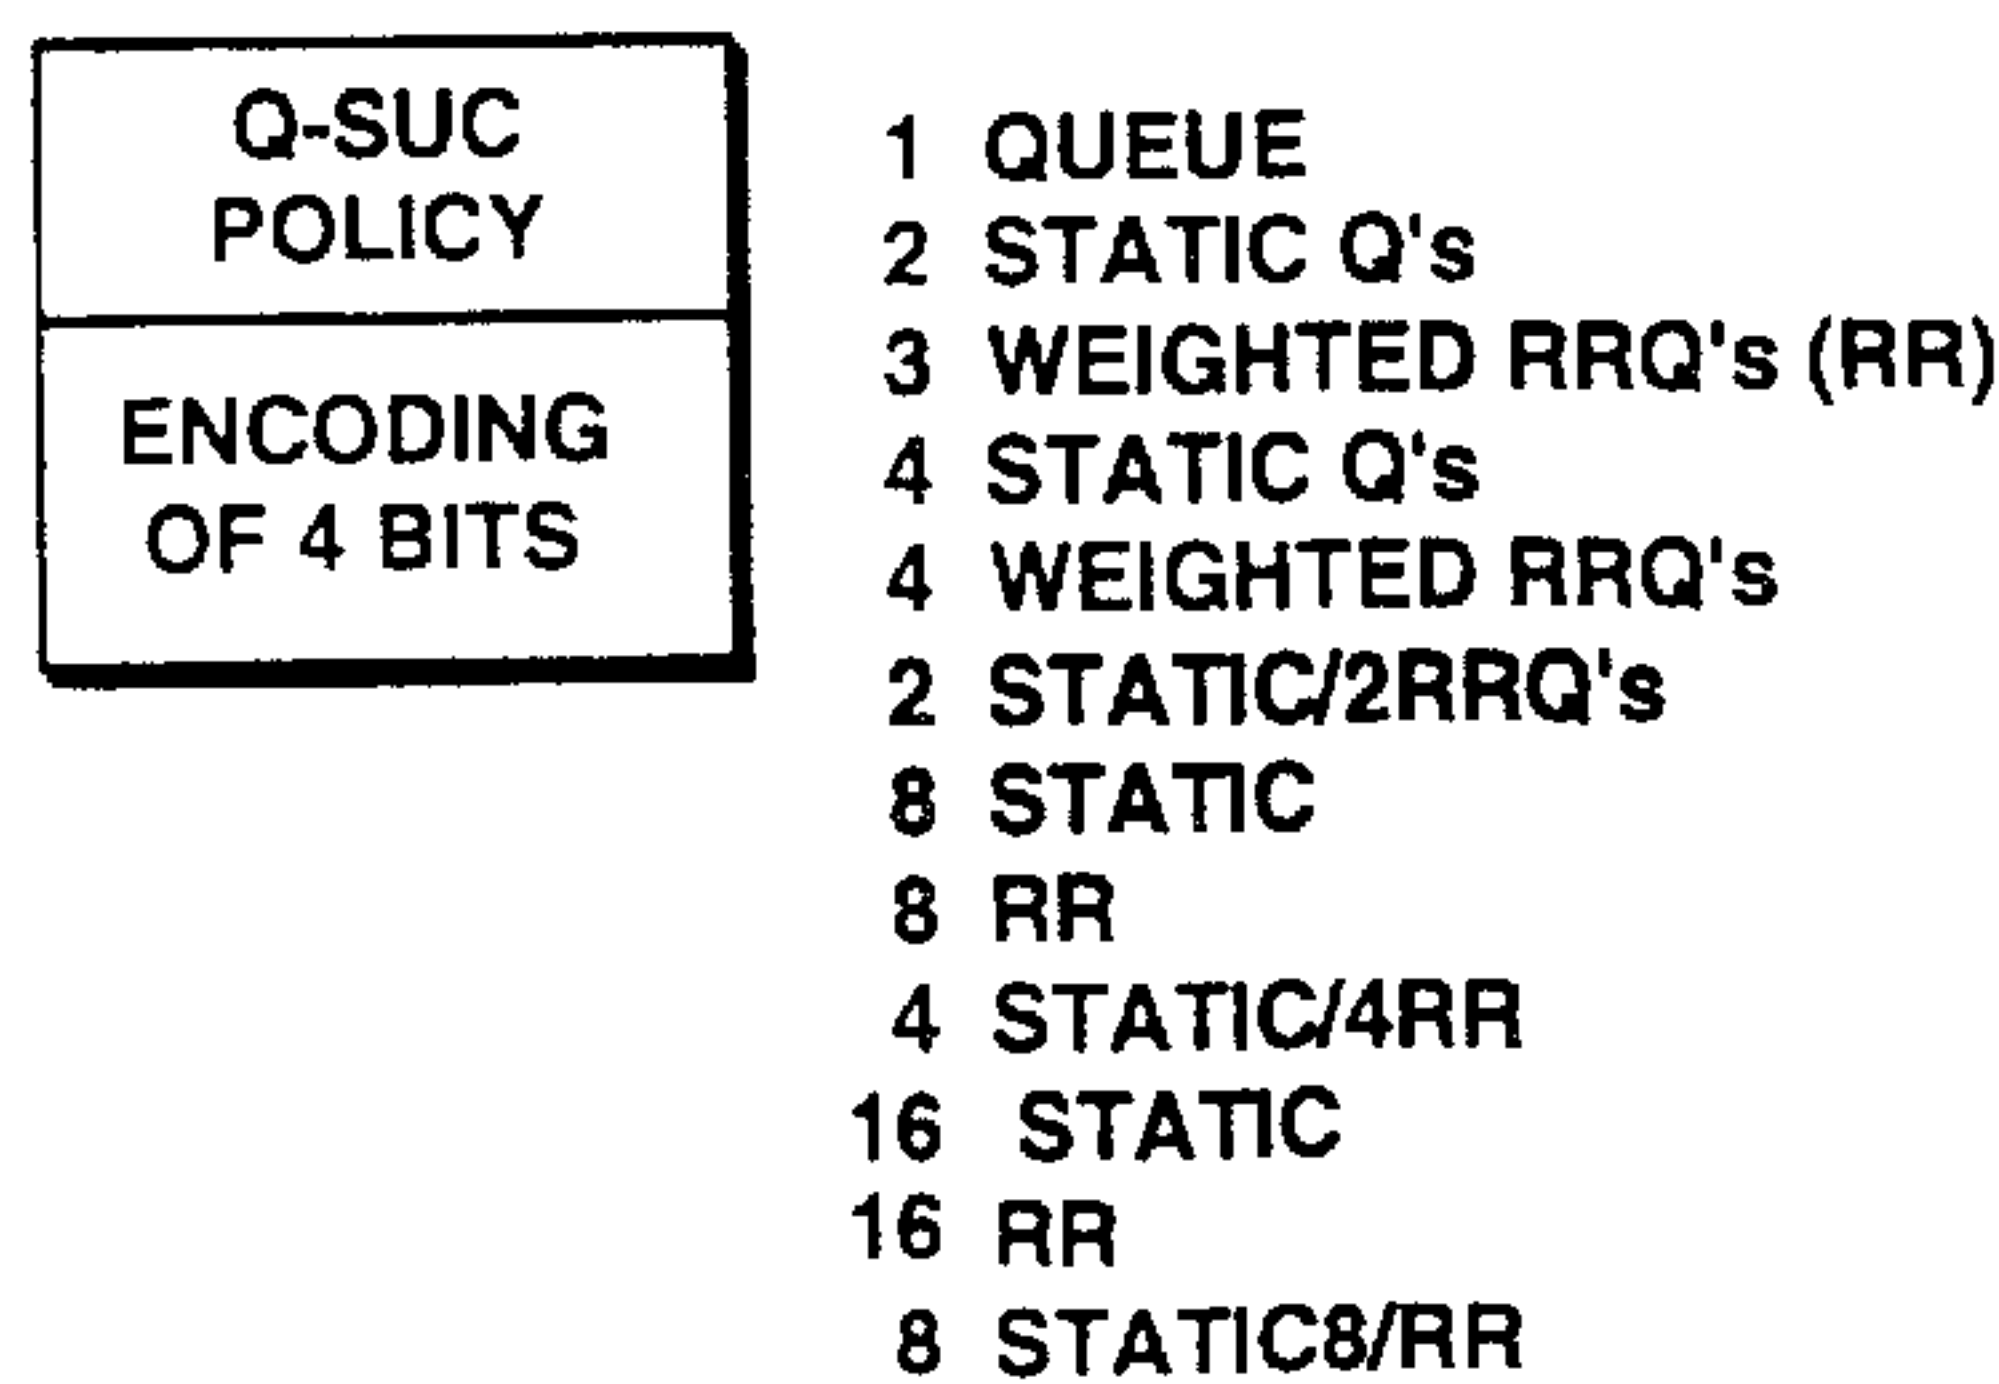 Q-SUC
POLICY
ENCODING
OF 4 BITS
1 QUEUE
2 STATIC Q's
3 WEIGHTED RRQ's (RR)
4 STATIC Q's
4 WEIGHTED RRQ's
2 STATIC/2RRQ's
8 STATIC
8 RR
4 STATIC/4RR
16 STATIC
16 RR
8 STATIC8/RR